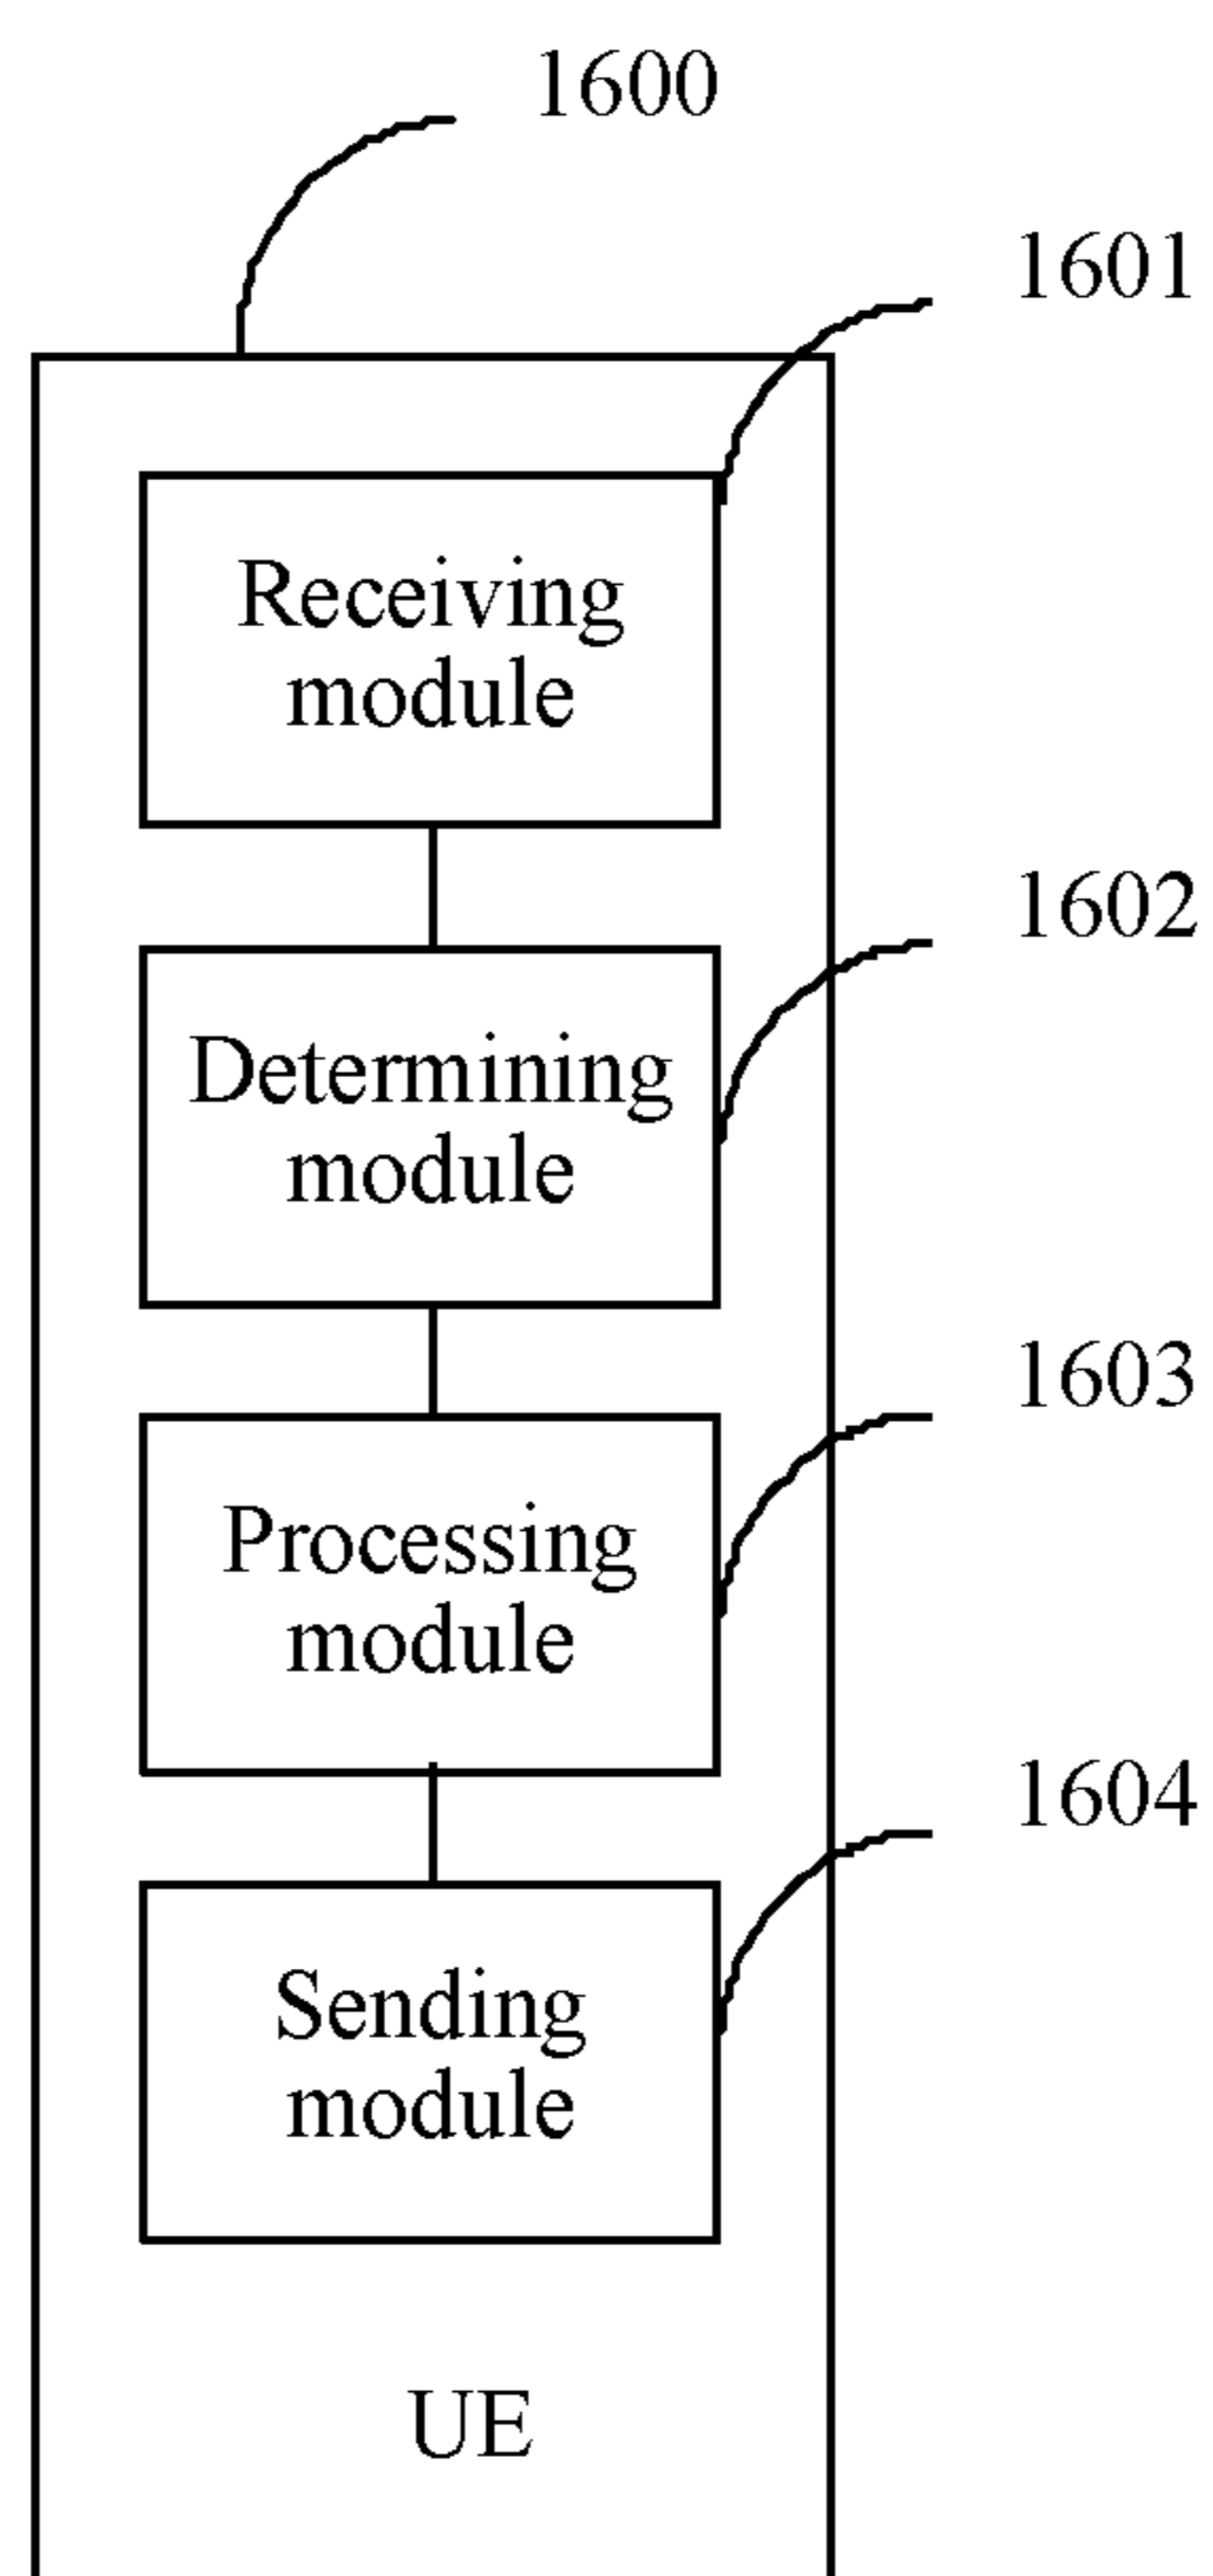 1600
1601
Receiving
module
1602
Determining
module
1603
Processing
module
1604
Sending
module
UE